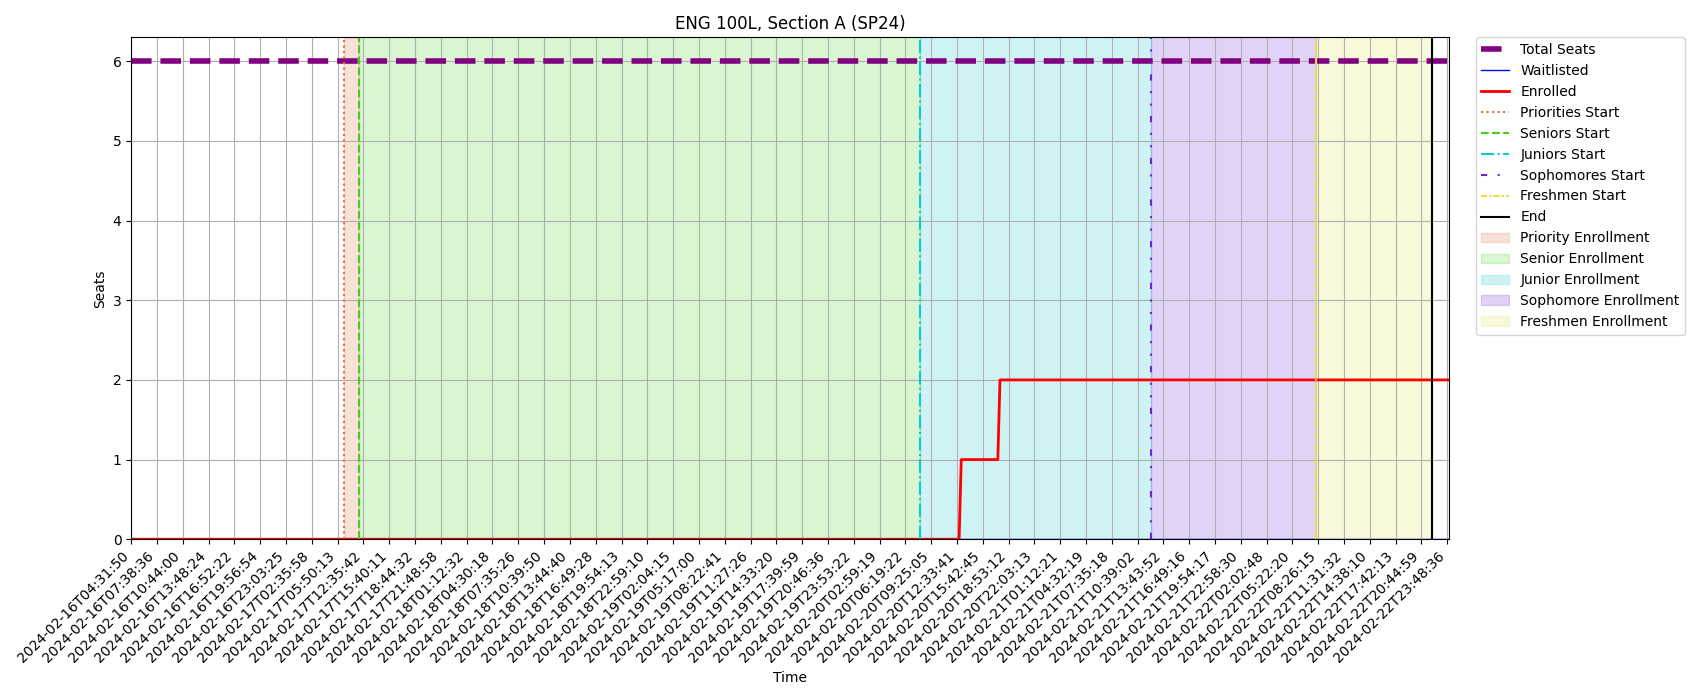 ENG 100L, Section A (SP24)
Seats
6
5
4
3
2
1
0
2024-02-16T04:31:50
2024-02-16T07:38:36
2024-02-16T10:44:00
2024-02-16T13:48:24
2024-02-16T16:52:22
2024-02-16T19:56:54
2024-02-16T23:03:25
2024-02-17T02:35:58
2024-02-17T05:50:13
2024-02-17T12:35:42
2024-02-17T15:40:11
2024-02-17T18:44:32
2024-02-17T21:48:58
2024-02-18T01:12:32
2024-02-18T04:30:18
2024-02-18T07:35:26
2024-02-18T10:39:50
2024-02-18T13:44:40
2024-02-18T16:49:28
2024-02-18T19:54:13
2024-02-18T22:59:10
2024-02-19T02:04:15
2024-02-19T05:17:00
2024-02-19T08:22:41
2024-02-19T11:27:26
2024-02-19T14:33:20
2024-02-19T17:39:59
2024-02-19T20:46:36
2024-02-19T23:53:22
2024-02-20T02:59:19
2024-02-20T06:19:22
2024-02-20T09:25:05
2024-02-20T12:33:41
2024-02-20T15:42:45
2024-02-20T18:53:12
2024-02-20T22:03:13
2024-02-21T01:12:21
2024-02-21T04:32:19
2024-02-21T07:35:18
2024-02-21T10:39:02
2024-02-21T13:43:52
2024-02-21T16:49:16
2024-02-21T19:54:17
2024-02-21T22:58:30
2024-02-22T02:02:48
2024-02-22T05:22:20
2024-02-22T08:26:15
2024-02-22T11:31:32
2024-02-22T14:38:10
2024-02-22T17:42:13
2024-02-22T20:44:59
2024-02-22T23:48:36
Time
Total Seats
Waitlisted
Enrolled
Priorities Start
Seniors Start
Juniors Start
Sophomores Start
Freshmen Start
End
Priority Enrollment
Senior Enrollment
Junior Enrollment
Sophomore Enrollment
Freshmen Enrollment